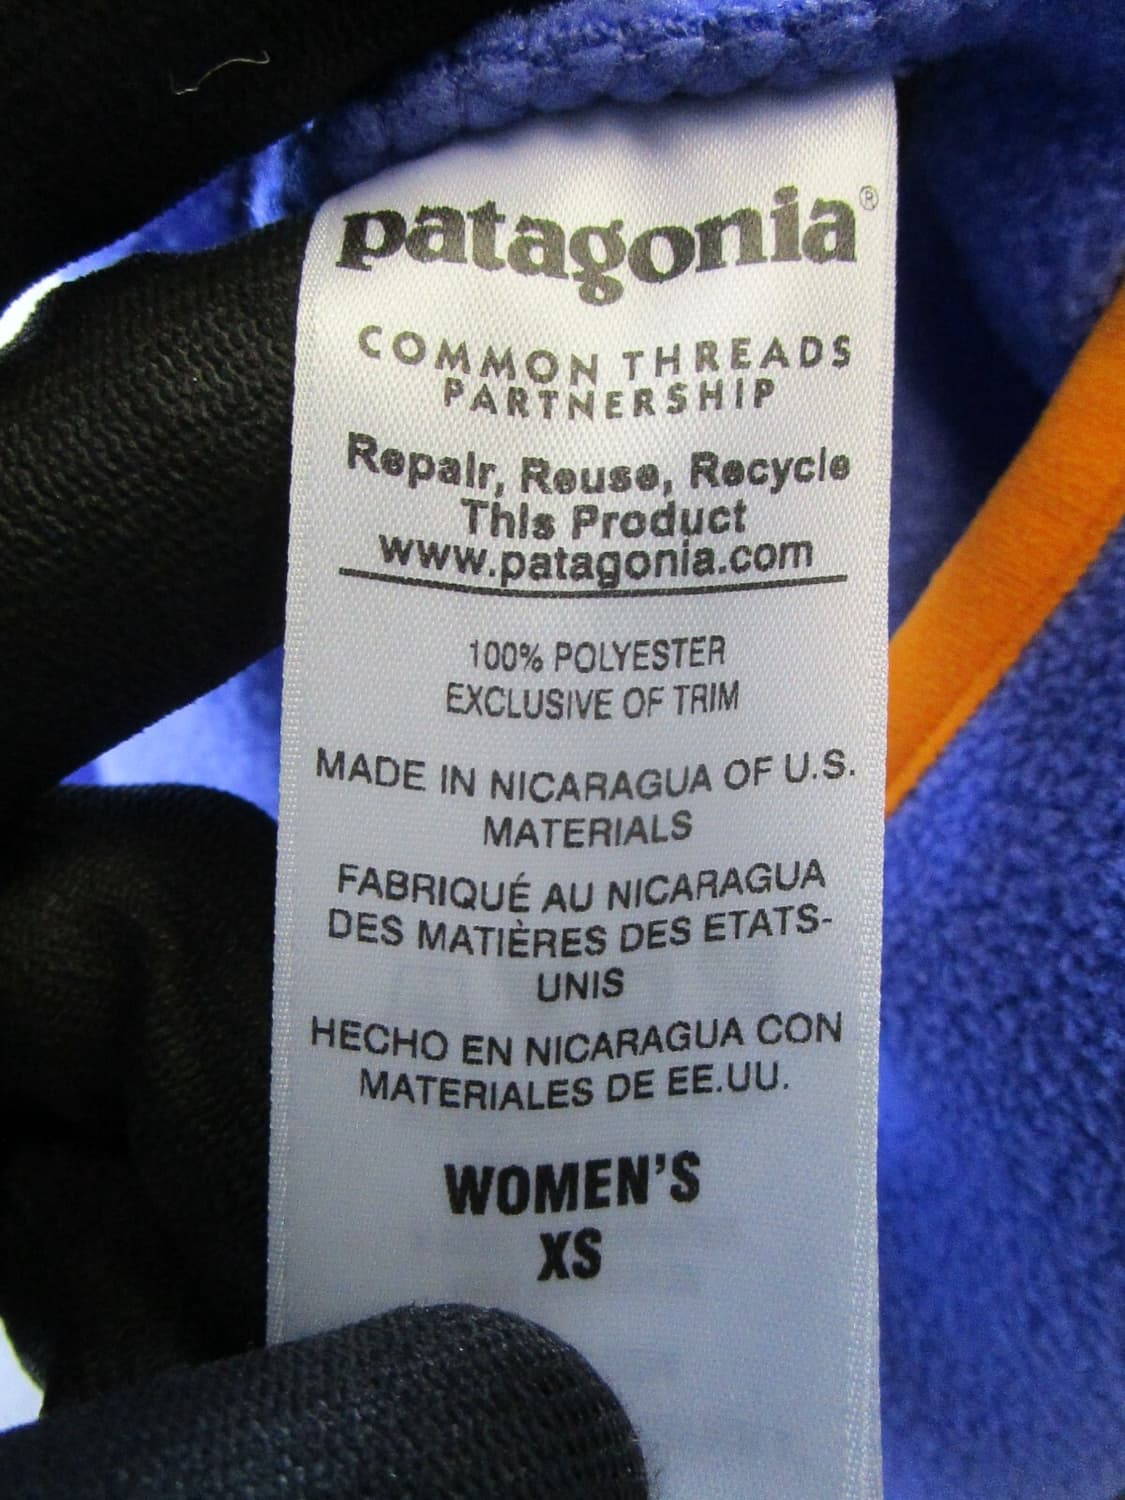 patagonia®
COMMON THREADS
PARTNERSHIP
Repair, Reuse, Recycle
This Product
www.patagonia.com
100% POLYESTER
EXCLUSIVE OF TRIM
MADE IN NICARAGUA OF U.S.
MATERIALS
FABRIQUÉ AU NICARAGUA
DES MATIÈRES DES ETATS-
UNIS
HECHO EN NICARAGUA CON
MATERIALES DE EE.UU.
WOMEN'S
XS